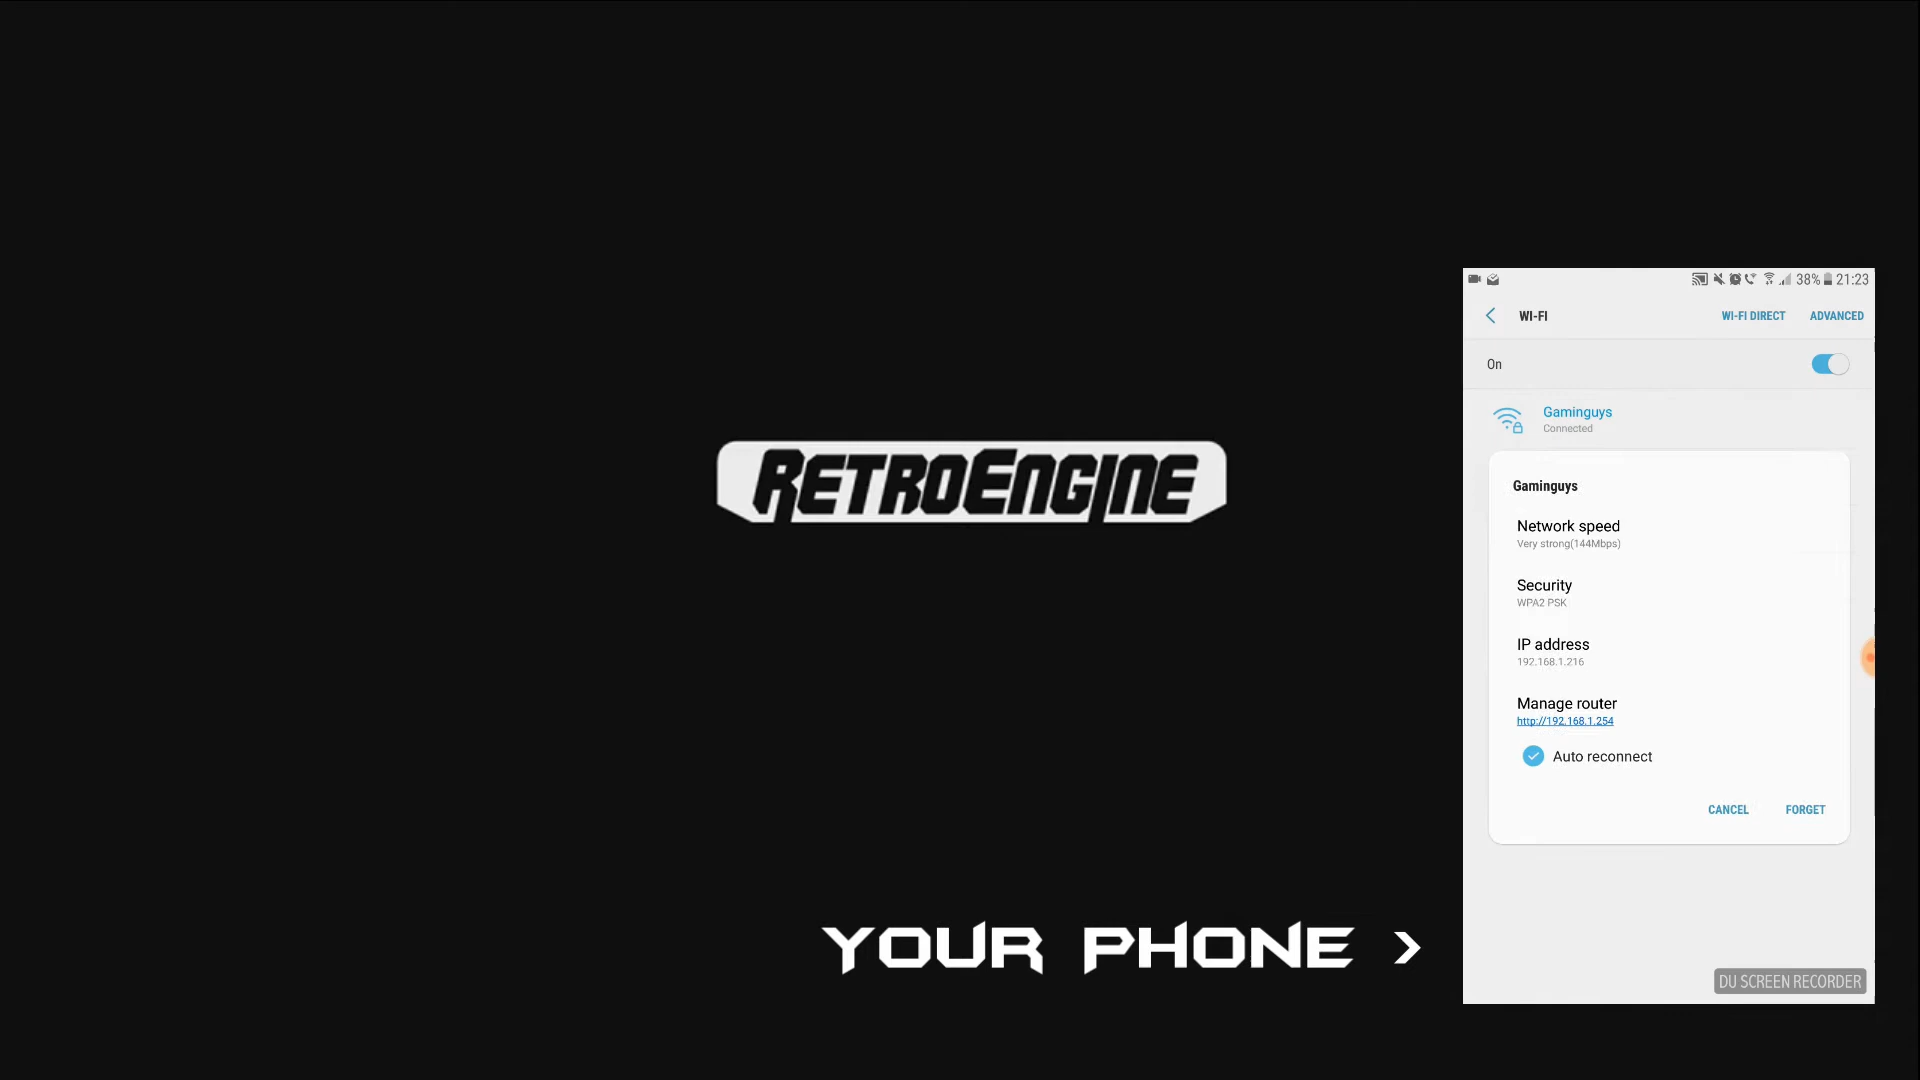 RETROENGINE
YOUR PHONE >
38% 21:23
WI-FI WI-FI DIRECT ADVANCED
On
Gaminguys
Connected
Gaminguys
Network speed
Very strong(144Mbps)
Security
WPA2 PSK
IP address
192.168.1.216
Manage router
http://192.168.1.254
Auto reconnect
CANCEL FORGET
DU SCREEN RECORDER